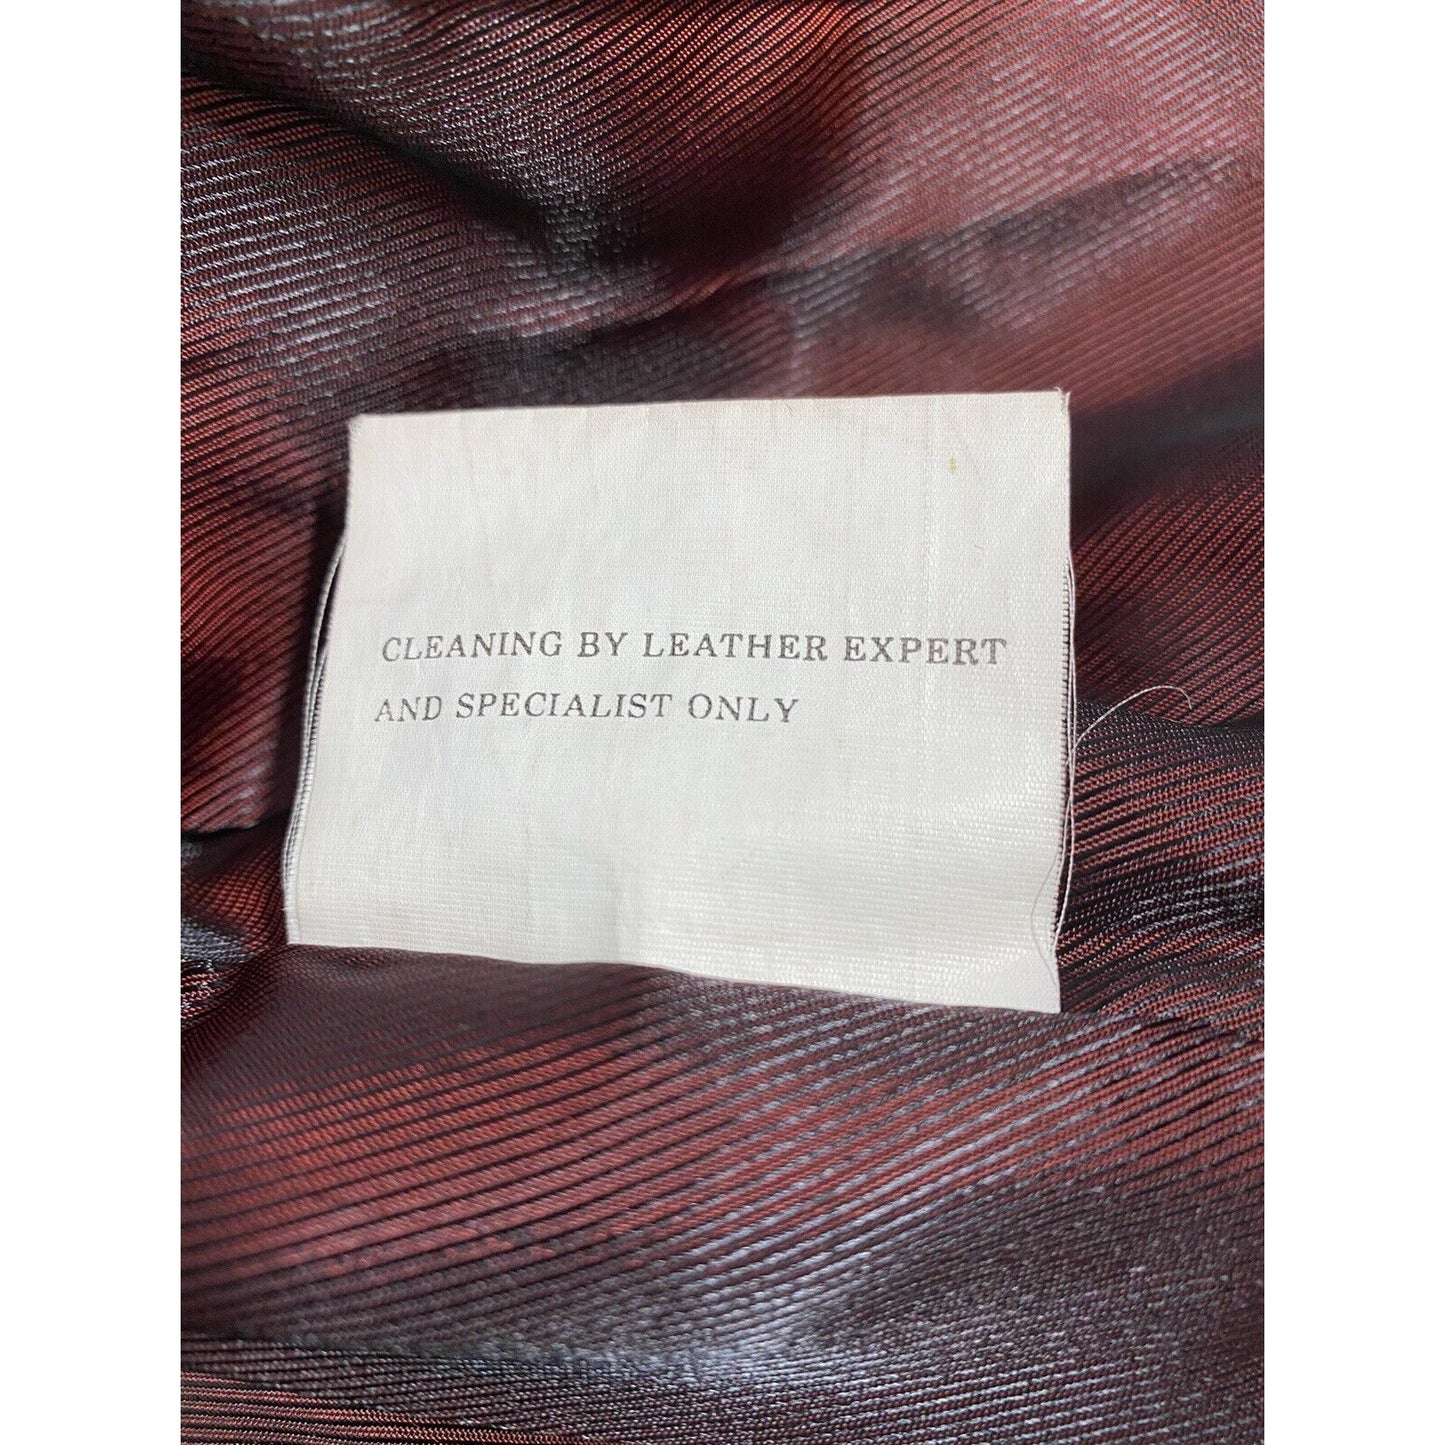 CLEANING BY LEATHER EXPERT
AND SPECIALIST ONLY